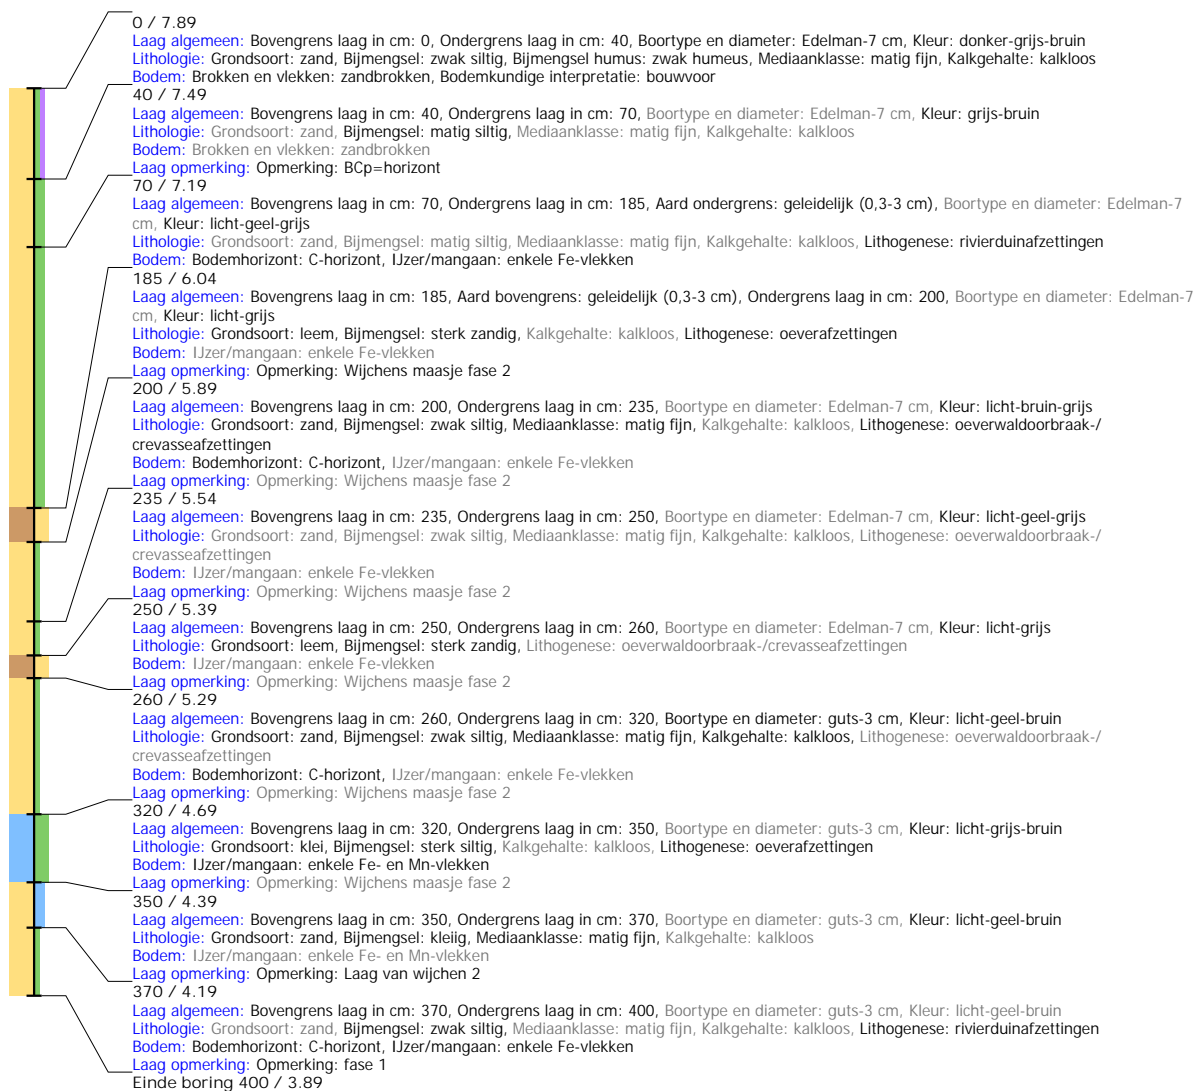 0 / 7.89
Laag algemeen: Bovengrens laag in cm: 0, Ondergrens laag in cm: 40, Boortype en diameter: Edelman-7 cm, Kleur: donker-grijs-bruin
Lithologie: Grondsoort: zand, Bijmengsel: zwak siltig, Bijmengsel humus: zwak humeus, Mediaanklasse: matig fijn, Kalkgehalte: kalkloos
Bodem: Brokken en vlekken: zandbrokken, Bodemkundige interpretatie: bouwvoor
40 / 7.49
Laag algemeen: Bovengrens laag in cm: 40, Ondergrens laag in cm: 70, Boortype en diameter: Edelman-7 cm, Kleur: grijs-bruin
Lithologie: Grondsoort: zand, Bijmengsel: matig siltig, Mediaanklasse: matig fijn, Kalkgehalte: kalkloos
Bodem: Brokken en vlekken: zandbrokken
Laag opmerking: Opmerking: BCp=horizont
70 / 7.19
Laag algemeen: Bovengrens laag in cm: 70, Ondergrens laag in cm: 185, Aard ondergrens: geleidelijk (0,3-3 cm), Boortype en diameter: Edelman-7
cm, Kleur: licht-geel-grijs
Lithologie: Grondsoort: zand, Bijmengsel: matig siltig, Mediaanklasse: matig fijn, Kalkgehalte: kalkloos, Lithogenese: rivierduinafzettingen
Bodem: Bodemhorizont: C-horizont, IJzer/mangaan: enkele Fe-vlekken
185 / 6.04
Laag algemeen: Bovengrens laag in cm: 185, Aard bovengrens: geleidelijk (0,3-3 cm), Ondergrens laag in cm: 200, Boortype en diameter: Edelman-7
cm, Kleur: licht-grijs
Lithologie: Grondsoort: leem, Bijmengsel: sterk zandig, Kalkgehalte: kalkloos, Lithogenese: oeverafzettingen
Bodem: IJzer/mangaan: enkele Fe-vlekken
Laag opmerking: Opmerking: Wijchens maasje fase 2
200 / 5.89
Laag algemeen: Bovengrens laag in cm: 200, Ondergrens laag in cm: 235, Boortype en diameter: Edelman-7 cm, Kleur: licht-bruin-grijs
Lithologie: Grondsoort: zand, Bijmengsel: zwak siltig, Mediaanklasse: matig fijn, Kalkgehalte: kalkloos, Lithogenese: oeverwaldoorbraak-/
crevasseafzettingen
Bodem: Bodemhorizont: C-horizont, IJzer/mangaan: enkele Fe-vlekken
Laag opmerking: Opmerking: Wijchens maasje fase 2
235 / 5.54
Laag algemeen: Bovengrens laag in cm: 235, Ondergrens laag in cm: 250, Boortype en diameter: Edelman-7 cm, Kleur: licht-geel-grijs
Lithologie: Grondsoort: zand, Bijmengsel: zwak siltig, Mediaanklasse: matig fijn, Kalkgehalte: kalkloos, Lithogenese: oeverwaldoorbraak-/
crevasseafzettingen
Bodem: IJzer/mangaan: enkele Fe-vlekken
Laag opmerking: Opmerking: Wijchens maasje fase 2
250 / 5.39
Laag algemeen: Bovengrens laag in cm: 250, Ondergrens laag in cm: 260, Boortype en diameter: Edelman-7 cm, Kleur: licht-grijs
Lithologie: Grondsoort: leem, Bijmengsel: sterk zandig, Lithogenese: oeverwaldoorbraak-/crevasseafzettingen
Bodem: IJzer/mangaan: enkele Fe-vlekken
Laag opmerking: Opmerking: Wijchens maasje fase 2
260 / 5.29
Laag algemeen: Bovengrens laag in cm: 260, Ondergrens laag in cm: 320, Boortype en diameter: guts-3 cm, Kleur: licht-geel-bruin
Lithologie: Grondsoort: zand, Bijmengsel: zwak siltig, Mediaanklasse: matig fijn, Kalkgehalte: kalkloos, Lithogenese: oeverwaldoorbraak-/
crevasseafzettingen
Bodem: Bodemhorizont: C-horizont, IJzer/mangaan: enkele Fe-vlekken
Laag opmerking: Opmerking: Wijchens maasje fase 2
320 / 4.69
Laag algemeen: Bovengrens laag in cm: 320, Ondergrens laag in cm: 350, Boortype en diameter: guts-3 cm, Kleur: licht-grijs-bruin
Lithologie: Grondsoort: klei, Bijmengsel: sterk siltig, Kalkgehalte: kalkloos, Lithogenese: oeverafzettingen
Bodem: IJzer/mangaan: enkele Fe- en Mn-vlekken
Laag opmerking: Opmerking: Wijchens maasje fase 2
350 / 4.39
Laag algemeen: Bovengrens laag in cm: 350, Ondergrens laag in cm: 370, Boortype en diameter: guts-3 cm, Kleur: licht-geel-bruin
Lithologie: Grondsoort: zand, Bijmengsel: kleiig, Mediaanklasse: matig fijn, Kalkgehalte: kalkloos
Bodem: IJzer/mangaan: enkele Fe- en Mn-vlekken
Laag opmerking: Opmerking: Laag van wijchen 2
370 / 4.19
Laag algemeen: Bovengrens laag in cm: 370, Ondergrens laag in cm: 400, Boortype en diameter: guts-3 cm, Kleur: licht-geel-bruin
Lithologie: Grondsoort: zand, Bijmengsel: zwak siltig, Mediaanklasse: matig fijn, Kalkgehalte: kalkloos, Lithogenese: rivierduinafzettingen
Bodem: Bodemhorizont: C-horizont, IJzer/mangaan: enkele Fe-vlekken
Laag opmerking: Opmerking: fase 1
Einde boring 400 / 3.89